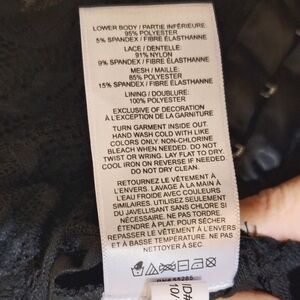 LOWER BODY / PARTIE INFÉRIEURE:
95% POLYESTER
5% SPANDEX / FIBRE ÉLASTHANNE
LACE / DENTELLE:
91% NYLON
9% SPANDEX / FIBRE ÉLASTHANNE
MESH / MAILLE:
85% POLYESTER
15% SPANDEX / FIBRE ÉLASTHANNE
LINING / DOUBLURE:
100% POLYESTER
EXCLUSIVE OF DECORATION
À L'EXCEPTION DE LA GARNITURE
TURN GARMENT INSIDE OUT.
HAND WASH COLD WITH LIKE
COLORS ONLY. NON-CHLORINE
BLEACH WHEN NEEDED. DO NOT
TWIST OR WRING. LAY FLAT TO DRY.
COOL IRON ON REVERSE IF NEEDED.
DO NOT DRY CLEAN.
RETOURNEZ LE VÊTEMENT À
L'ENVERS. LAVAGE À LA MAIN À
L'EAU FROIDE AVEC COULEURS
SIMILAIRES. UTILISEZ SEULEMENT
DU JAVELLISANT SANS CHLORE SI
NÉCESSAIRE. NE PAS TORDRE.
ÉTENDRE À PLAT, POUR SÉCHER.
REPASSER LE VÊTEMENT À L'ENVERS
ET À BASSE TEMPÉRATURE. NE PAS
NETTOYER À SEC.